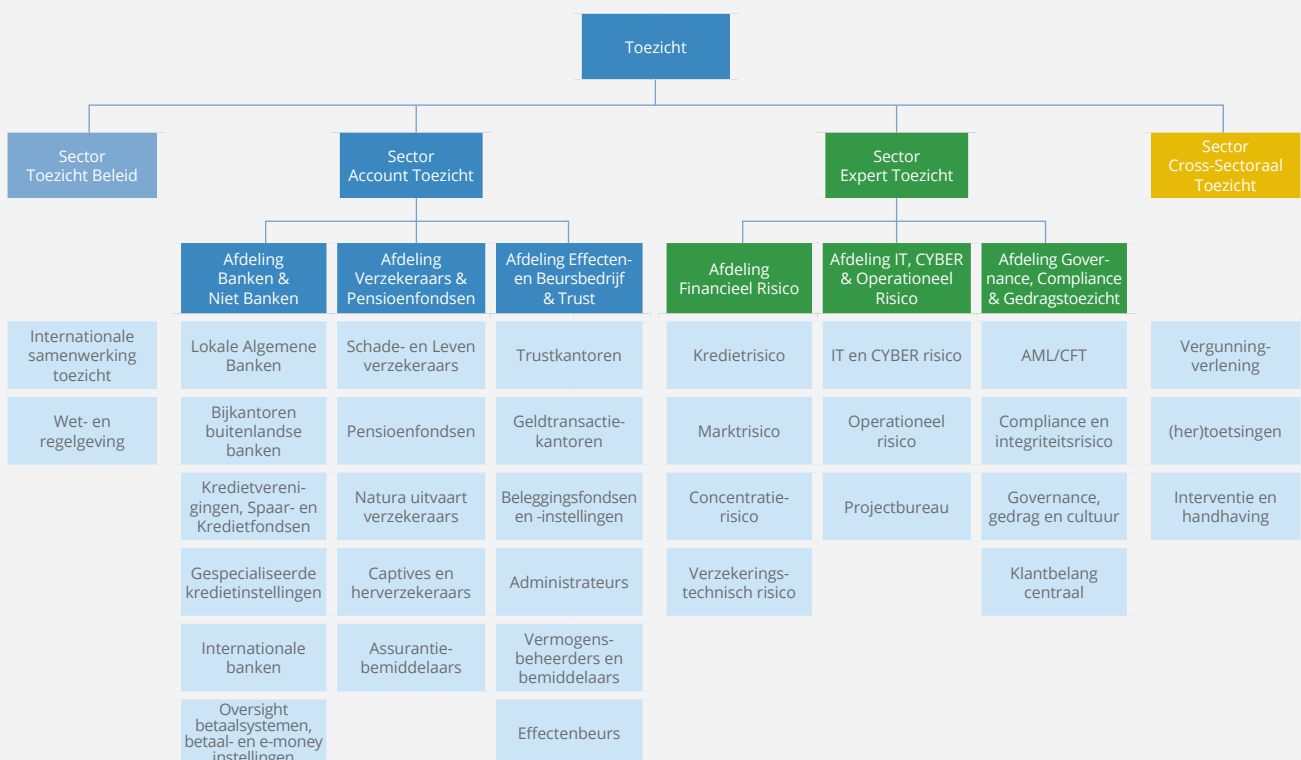 Toezicht
Sector
Toezicht Beleid
Sector
Account Toezicht
Sector
Expert Toezicht
Sector
Cross-Sectoraal
Toezicht
Afdeling
Banken &
Niet Banken
Afdeling
Verzekeraars &
Pensioenfondsen
Afdeling Effecten-
en Beursbedrijf
& Trust
Afdeling
Financieel Risico
Afdeling IT, CYBER
& Operationeel
Risico
Afdeling Gover-
nance, Compliance
& Gedragstoezicht
Internationale
samenwerking
toezicht
Lokale Algemene
Banken
Schade- en Leven
verzekeraars
Trustkantoren
Kredietrisico
IT en CYBER risico
AML/CFT
Vergunning-
verlening
Wet- en
regelgeving
Bijkantoren
buitenlandse
banken
Pensioenfondsen
Geldtransactie-
kantoren
Marktrisico
Operationeel
risico
Compliance en
integriteitsrisico
(her)toetsingen
Kredietvereni-
gingen, Spaar- en
Kredietfondsen
Natura uitvaart
verzekeraars
Beleggingsfondsen
en -instellingen
Concentratie-
risico
Projectbureau
Governance,
gedrag en cultuur
Interventie en
handhaving
Gespecialiseerde
kredietinstellingen
Captives en
herverzekeraars
Administrateurs
Verzekerings-
technisch risico
Klantbelang
centraal
Internationale
banken
Assurantie-
bemiddelaars
Vermogens-
beheerders en
bemiddelaars
Oversight
betaalsystemen,
betaal- en e-money
instellingen
Effectenbeurs